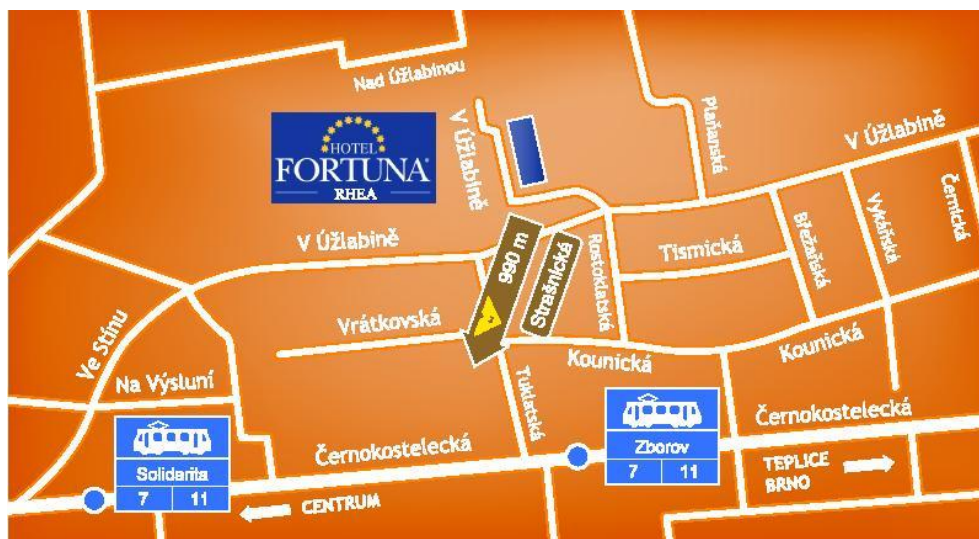 Nad Úžlabinou
HOTEL
FORTUNA
RHEA
V Úžlabině
Plaňanská
V Úžlabině
V Úžlabině
990 m
Strašnická
Rostoklatská
Tismická
Břežaňská
Vykáňská
Černická
Ve Stínu
Vrátkovská
Kounická
Kounická
Na Výsluní
Tuklatská
Solidarita
7 11
Černokostelecká
Zborov
7 11
Černokostelecká
TEPLICE
BRNO
CENTRUM